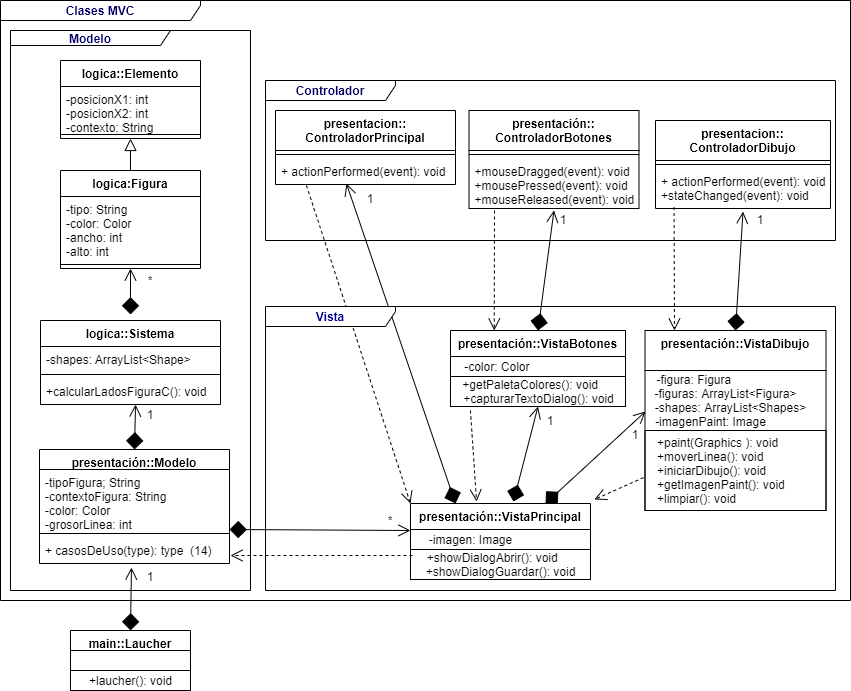 Clases MVC
Modelo
logica::Elemento
-posicionX1: int
-posicionX2: int
-contexto: String
logica:Figura
-tipo: String
-color: Color
-ancho: int
-alto: int
*
logica::Sistema
-shapes: ArrayList<Shape>
+calcularLadosFiguraC(): void
1
presentación::Modelo
-tipoFigura; String
-contextoFigura: String
-color: Color
-grosorLinea: int
+ casosDeUso(type): type (14)
1
main::Laucher
+laucher(): void
Controlador
presentacion::
ControladorPrincipal
+ actionPerformed(event): void
1
presentación::
ControladorBotones
+mouseDragged(event): void
+mousePressed(event): void
+mouseReleased(event): void
1
presentacion:
ControladorDibujo
+ actionPerformed(event): void
+stateChanged(event): void
1
Vista
presentación::VistaBotones
-color: Color
+getPaletaColores(): void
+capturarTextoDialog(): void
1
presentación::VistaDibujo
-figura: Figura
-figuras: ArrayList<Figura>
-shapes: ArrayList<Shapes>
-imagenPaint: Image
+paint(Graphics ): void
+moverLinea(): void
+iniciarDibujo(): void
+getImagenPaint(): void
+limpiar(): void
1
*
presentación::VistaPrincipal
-imagen: Image
+showDialogAbrir(): void
+showDialogGuardar(): void